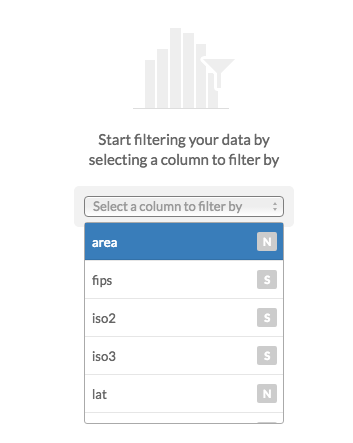 Start filtering your data by
selecting a column to filter by
Select a column to filter by
area N
fips S
iso2 S
iso3 S
lat N